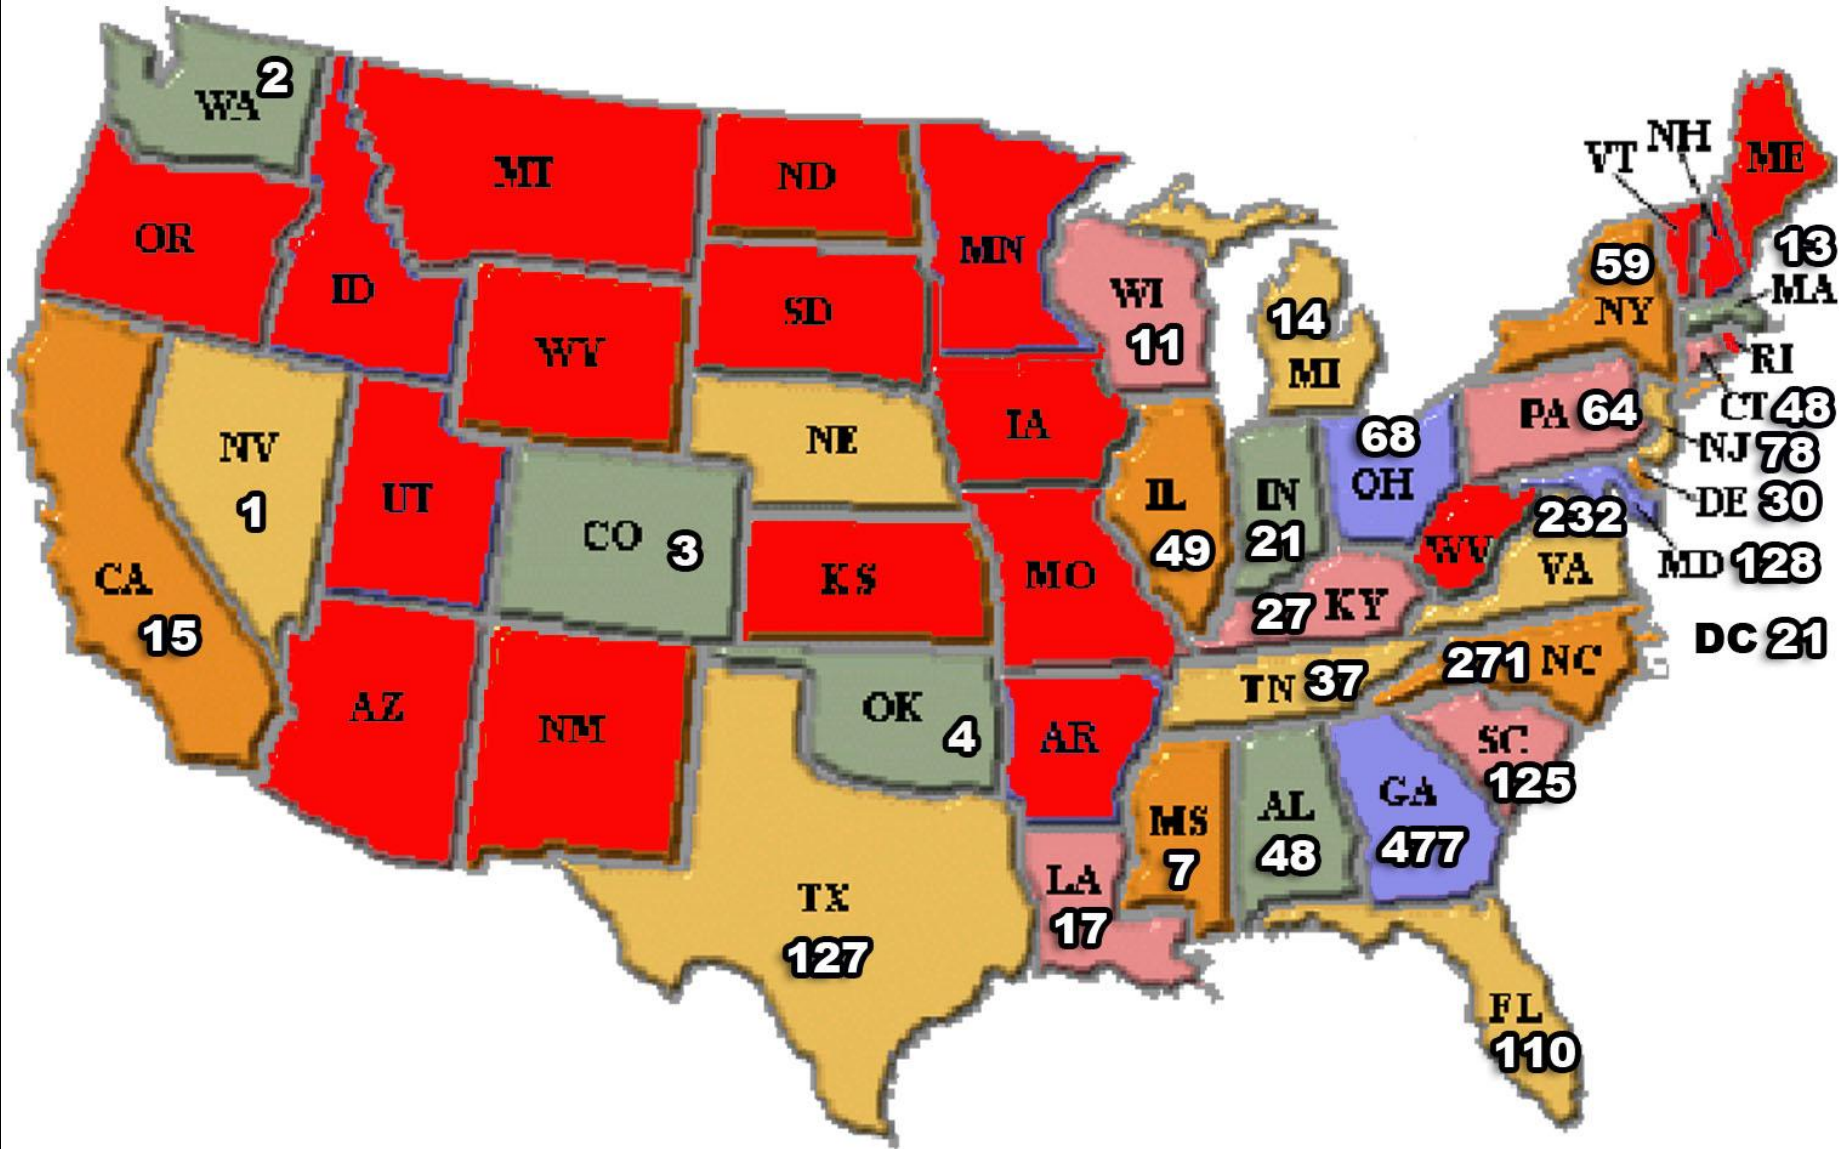 WA 2
MT
ND
MN
OR
ID
SD
WY
WI
11
14
MI
VT
NH
ME
59
NY
13
MA
RI
CT 48
PA 64
NJ 78
DE 30
MD 128
DC 21
NV
1
UT
CO 3
NE
IA
IL
49
IN
21
68
OH
232
VA
WV
CA
15
KS
MO
27 KY
271 NC
TN 37
AZ
NM
OK
4
AR
SC
125
MS
7
AL
48
GA
477
LA
17
TX
127
FL
110